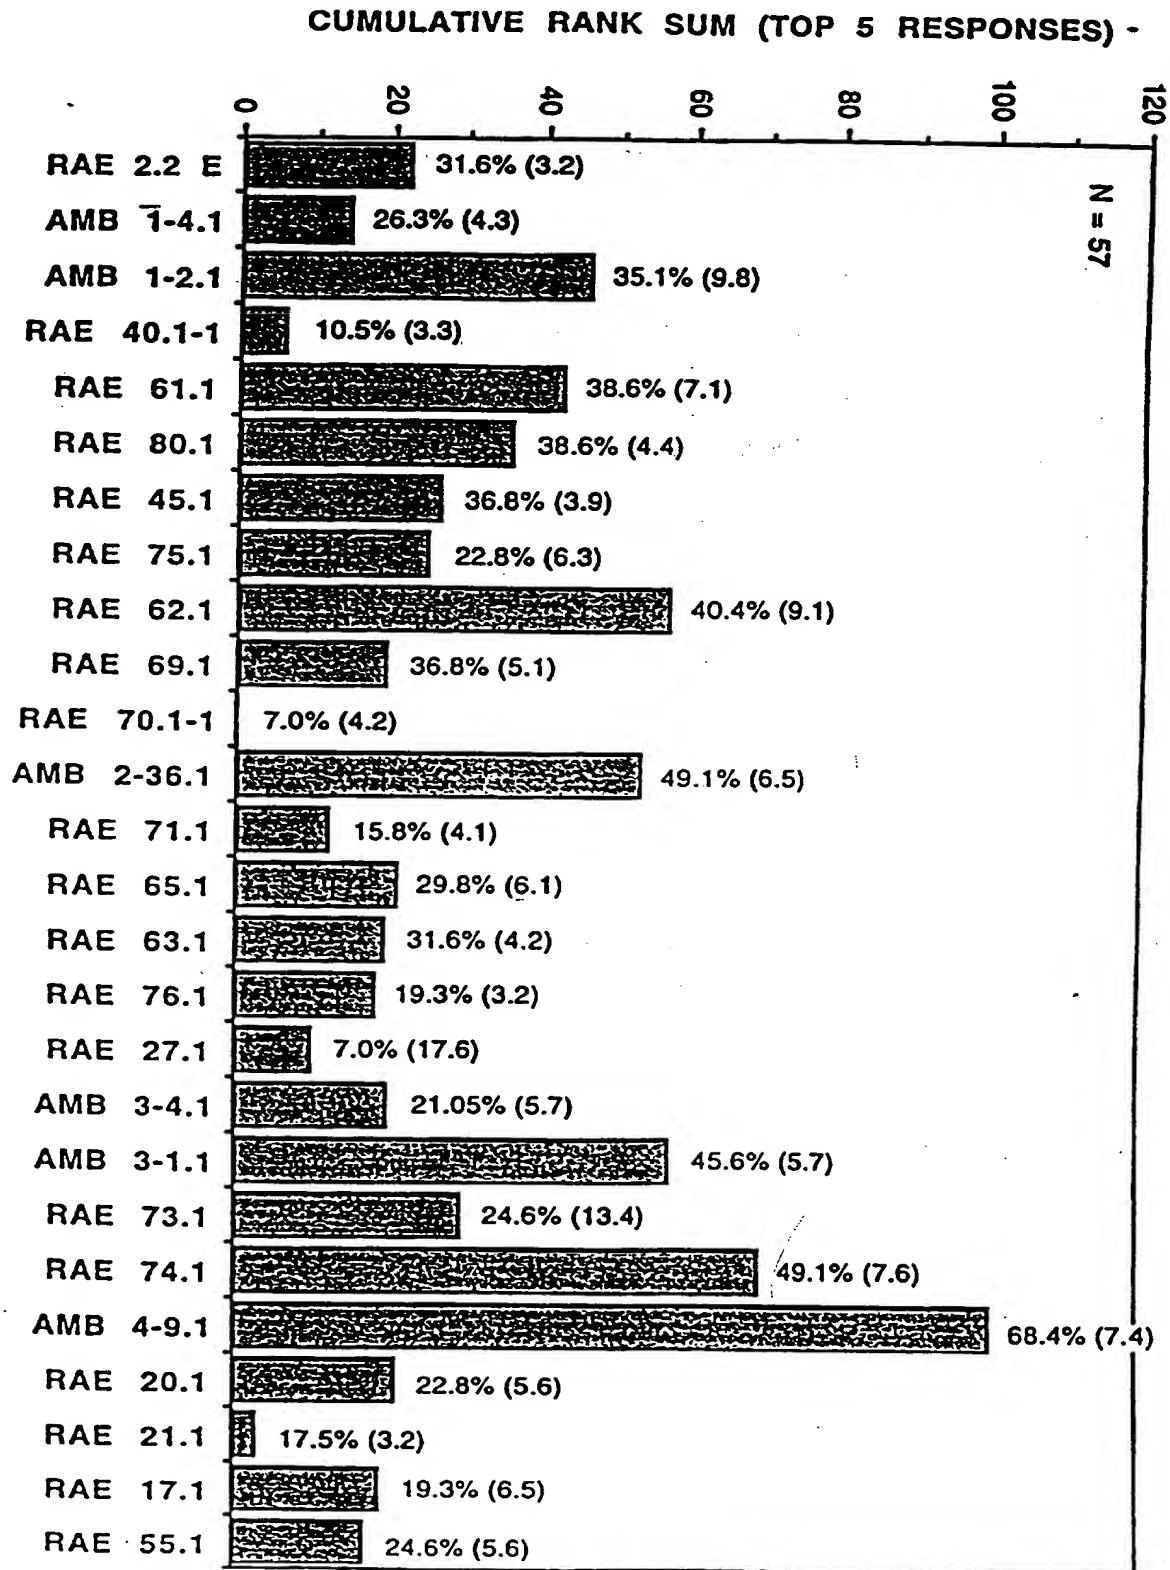 CUMULATIVE RANK SUM (TOP 5 RESPONSES) -
0 20 40 60 80 100 120
N = 57
RAE 2.2 E 31.6% (3.2)
AMB 1-4.1 26.3% (4.3)
AMB 1-2.1 35.1% (9.8)
RAE 40.1-1 10.5% (3.3)
RAE 61.1 38.6% (7.1)
RAE 80.1 38.6% (4.4)
RAE 45.1 36.8% (3.9)
RAE 75.1 22.8% (6.3)
RAE 62.1 40.4% (9.1)
RAE 69.1 36.8% (5.1)
RAE 70.1-1 7.0% (4.2)
AMB 2-36.1 49.1% (6.5)
RAE 71.1 15.8% (4.1)
RAE 65.1 29.8% (6.1)
RAE 63.1 31.6% (4.2)
RAE 76.1 19.3% (3.2)
RAE 27.1 7.0% (17.6)
AMB 3-4.1 21.05% (5.7)
AMB 3-1.1 45.6% (5.7)
RAE 73.1 24.6% (13.4)
RAE 74.1 49.1% (7.6)
AMB 4-9.1 68.4% (7.4)
RAE 20.1 22.8% (5.6)
RAE 21.1 17.5% (3.2)
RAE 17.1 19.3% (6.5)
RAE 55.1 24.6% (5.6)